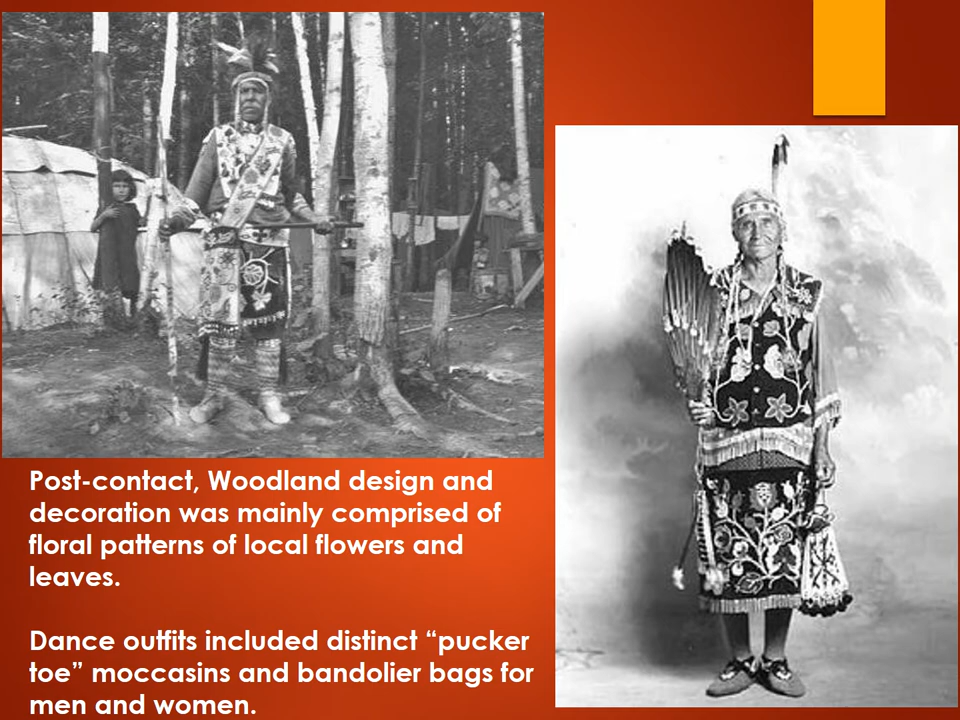 Post-contact, Woodland design and
decoration was mainly comprised of
floral patterns of local flowers and
leaves.
Dance outfits included distinct “pucker
toe” moccasins and bandolier bags for
men and women.